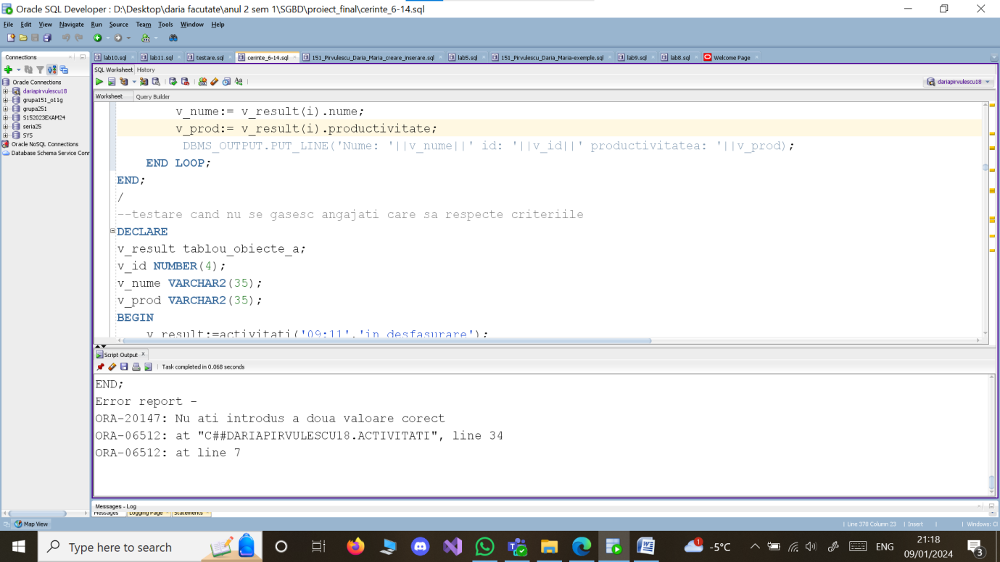 Oracle SQL Developer : D:\Desktop\daria facutate\anul 2 sem 1\SGBD\proiect_final\cerinte_6-14.sql
File Edit View Navigate Run Source Team Tools Window Help
Connections
Oracle Connections
dariapirvulescu18
grupa151_o11g
grupa251
S152023EXAM24
seria25
SYS
Oracle NoSQL Connections
Database Schema Service Conr
lab10.sql lab11.sql testare.sql cerinte_6-14.sql 151_Pirvulescu_Daria_Maria_creare_inserare.sql lab5.sql 151_Pirvulescu_Daria_Maria-exemple.sql lab9.sql lab8.sql Welcome Page
SQL Worksheet History
dariapirvulescu18
Worksheet Query Builder
v_nume:= v_result(i).nume;
v_prod:= v_result(i).productivitate;
DBMS_OUTPUT.PUT_LINE('Nume: '||v_nume||' id: '||v_id||' productivitatea: '||v_prod);
END LOOP;
END;
/
--testare cand nu se gasesc angajati care sa respecte criteriile
DECLARE
v_result tablou_obiecte_a;
v_id NUMBER(4);
v_nume VARCHAR2(35);
v_prod VARCHAR2(35);
BEGIN
v_result:=activitati('09:11','in desfasurare');
Script Output
Task completed in 0.068 seconds
END;
Error report -
ORA-20147: Nu ati introdus a doua valoare corect
ORA-06512: at "C##DARIAPIRVULESCU18.ACTIVITATI", line 34
ORA-06512: at line 7
Messages - Log
Messages Logging Page Statements
Map View
Line 378 Column 23 Insert Windows: C
Type here to search
1 -5°C
ENG
21:18
09/01/2024
3